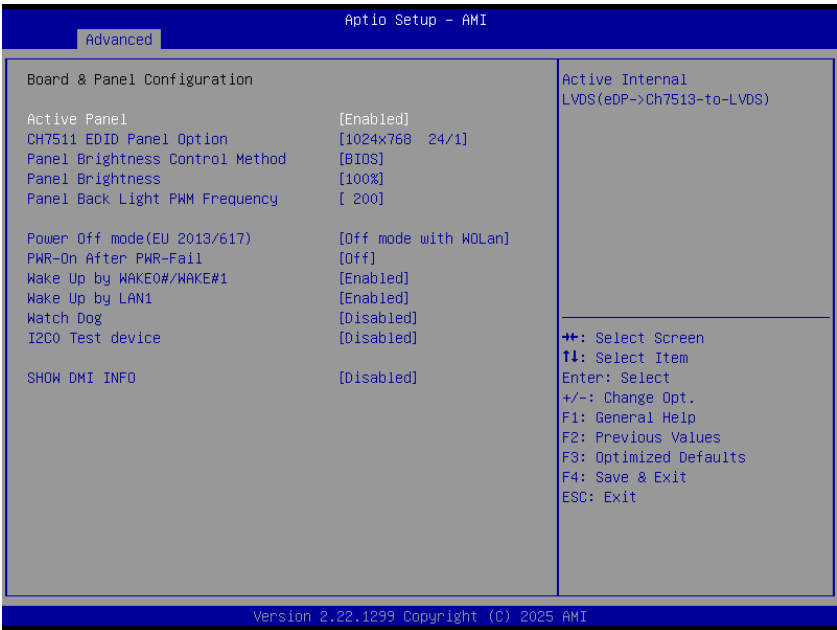 Aptio Setup - AMI
Advanced
Board & Panel Configuration
Active Panel [Enabled]
CH7511 EDID Panel Option [1024x768 24/1]
Panel Brightness Control Method [BIOS]
Panel Brightness [100%]
Panel Back Light PWM Frequency [ 200]
Power Off mode(EU 2013/617) [Off mode with WOLan]
PWR-On After PWR-Fail [Off]
Wake Up by WAKE0#/WAKE#1 [Enabled]
Wake Up by LAN1 [Enabled]
Watch Dog [Disabled]
I2C0 Test device [Disabled]
SHOW DMI INFO [Disabled]
Active Internal
LVDS(eDP->Ch7513-to-LVDS)
→←: Select Screen
↑↓: Select Item
Enter: Select
+/-: Change Opt.
F1: General Help
F2: Previous Values
F3: Optimized Defaults
F4: Save & Exit
ESC: Exit
Version 2.22.1299 Copyright (C) 2025 AMI